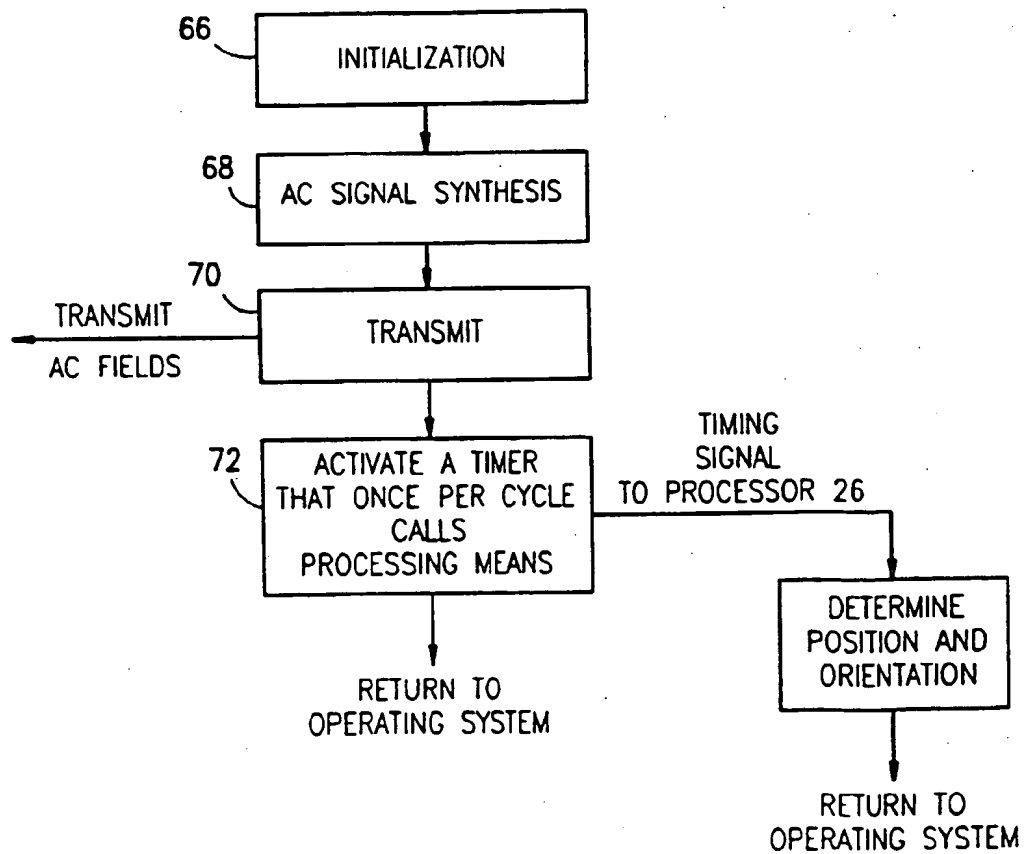 66
INITIALIZATION
68
AC SIGNAL SYNTHESIS
70
TRANSMIT
TRANSMIT
AC FIELDS
72
ACTIVATE A TIMER
THAT ONCE PER CYCLE
CALLS
PROCESSING MEANS
TIMING
SIGNAL
TO PROCESSOR 26
DETERMINE
POSITION AND
ORIENTATION
RETURN TO
OPERATING SYSTEM
RETURN TO
OPERATING SYSTEM